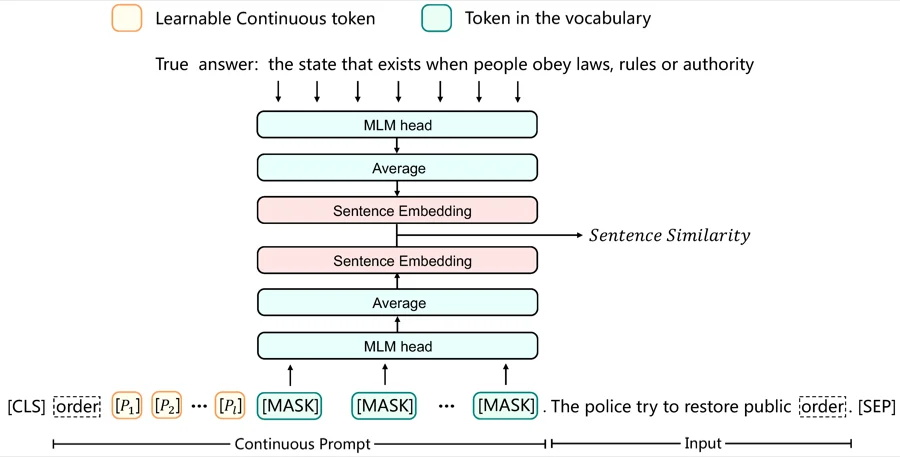 Learnable Continuous token Token in the vocabulary
True answer: the state that exists when people obey laws, rules or authority
MLM head
Average
Sentence Embedding
Sentence Similarity
Sentence Embedding
Average
MLM head
[CLS] order [P₁] [P₂] ··· [Pₗ] [MASK] [MASK] ··· [MASK] . The police try to restore public order . [SEP]
Continuous Prompt Input